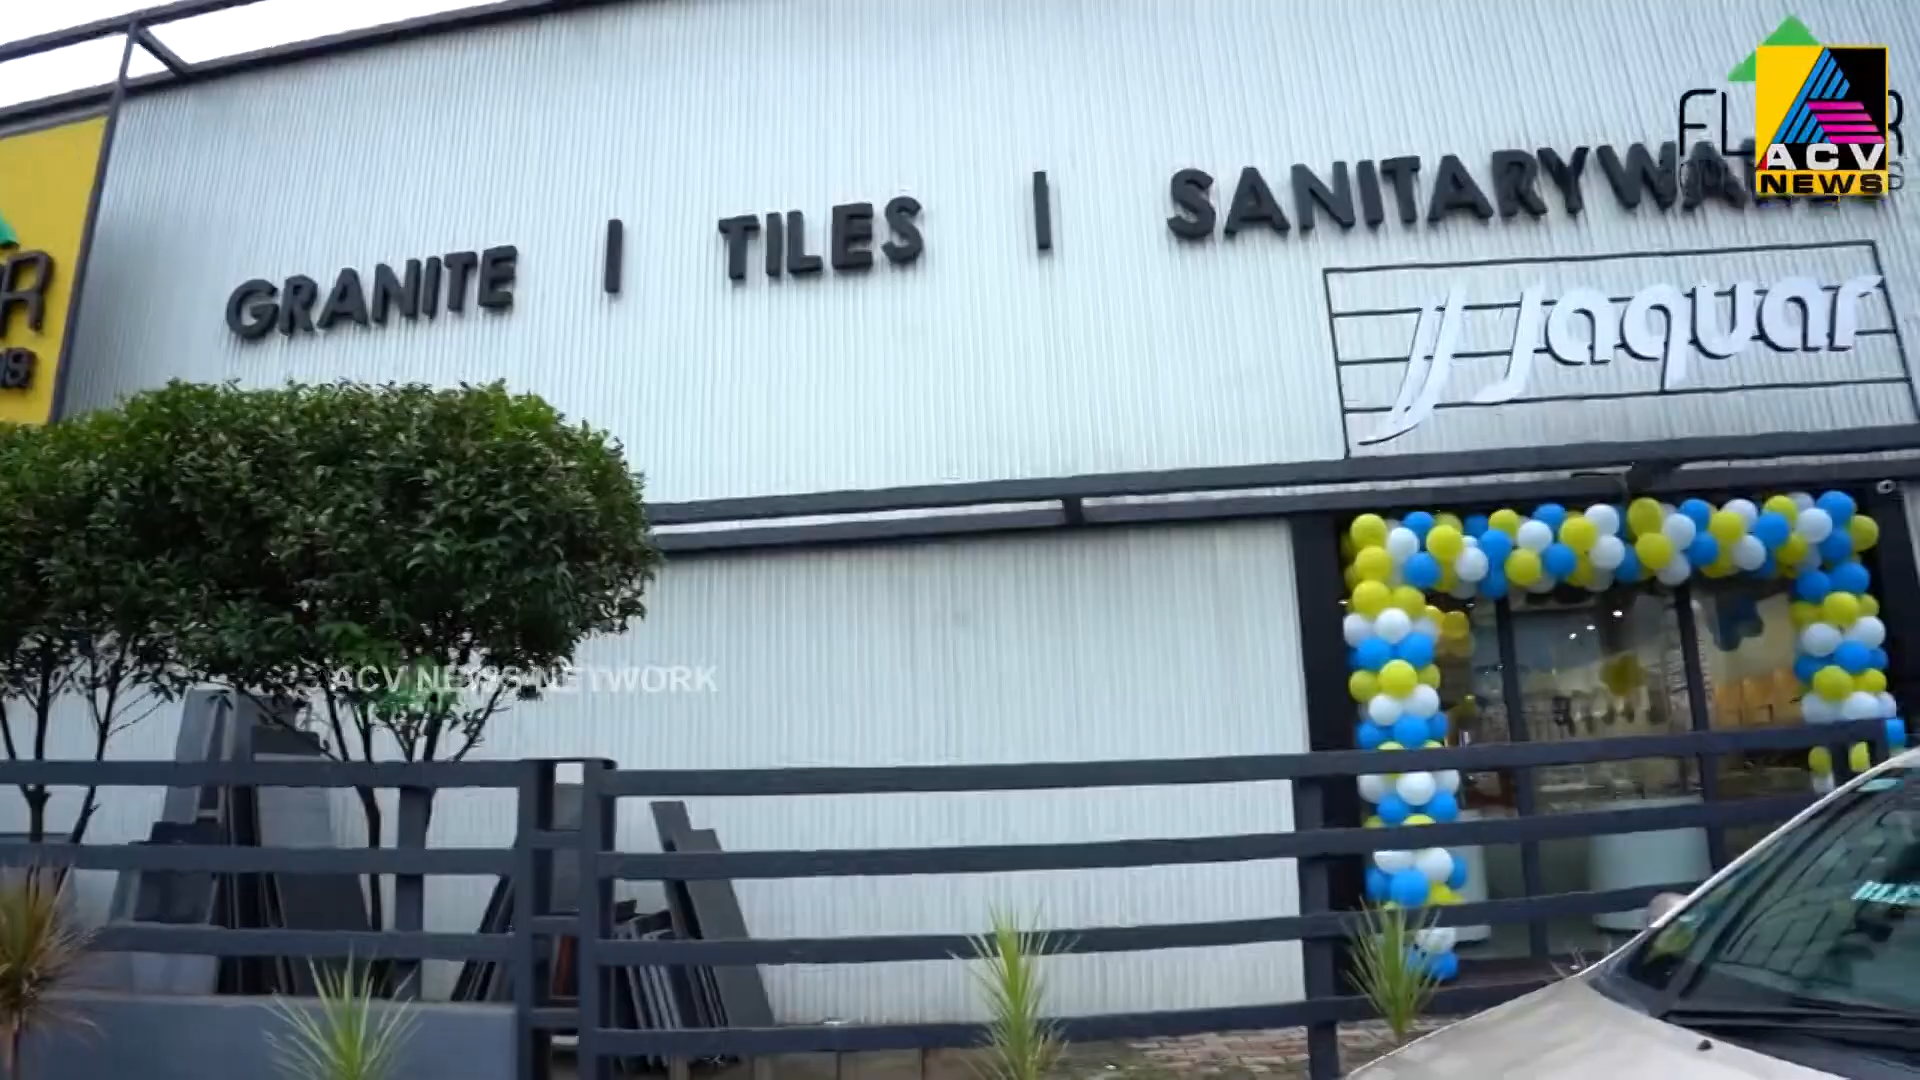 GRANITE | TILES | SANITARYWA
Jaquar
ACV
NEWS
ACV NEWS NETWORK